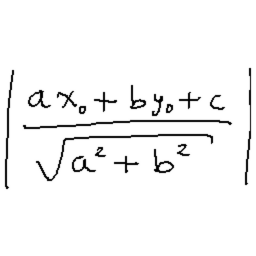 | (ax₀ + by₀ + c) / √(a² + b²) |